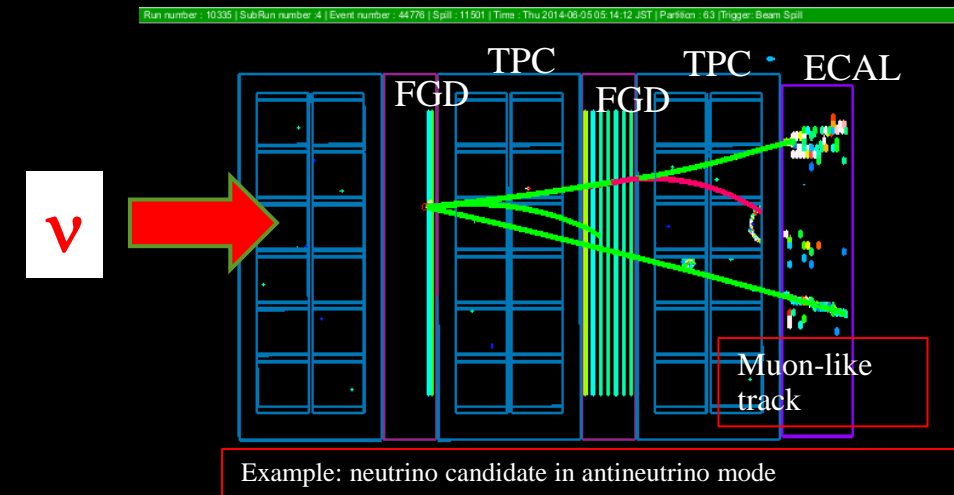 Run number : 10335 | SubRun number :4 | Event number : 44776 | Spill : 11501 | Time : Thu 2014-06-05 05:14:12 JST | Partition : 63 |Trigger: Beam Spill
TPC
TPC
ECAL
FGD
FGD
ν
Muon-like
track
Example: neutrino candidate in antineutrino mode